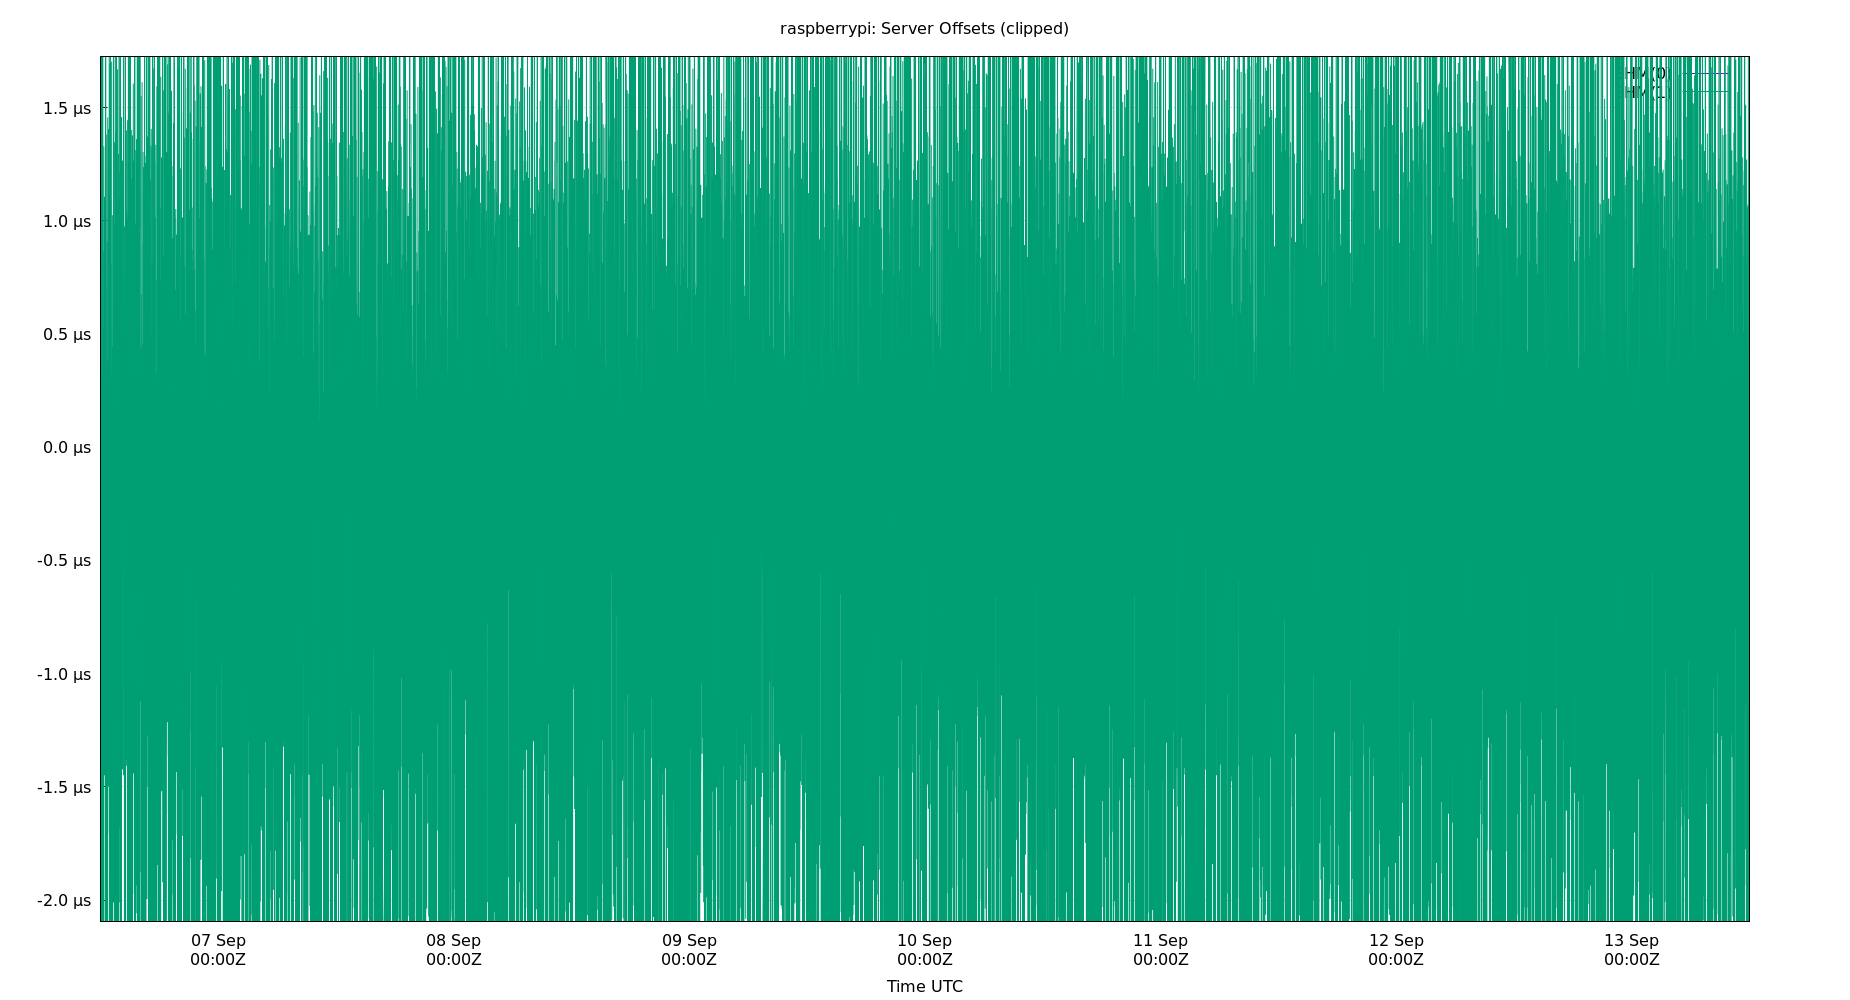 raspberrypi: Server Offsets (clipped)
1.5 µs
1.0 µs
0.5 µs
0.0 µs
-0.5 µs
-1.0 µs
-1.5 µs
-2.0 µs
07 Sep 08 Sep 09 Sep 10 Sep 11 Sep 12 Sep 13 Sep
00:00Z 00:00Z 00:00Z 00:00Z 00:00Z 00:00Z 00:00Z
Time UTC